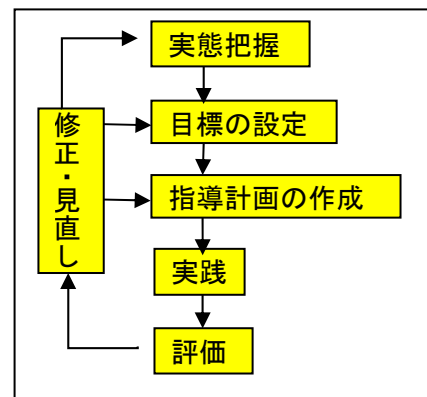 実態把握
目標の設定
指導計画の作成
実践
評価
修正・見直し